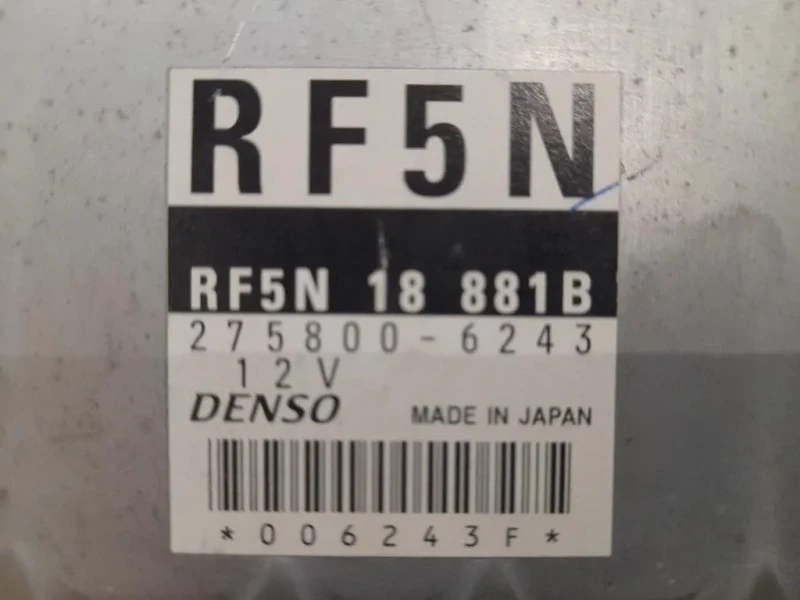 RF5N
RF5N 18 881B
275800-6243
12V
DENSO MADE IN JAPAN
*006243F*